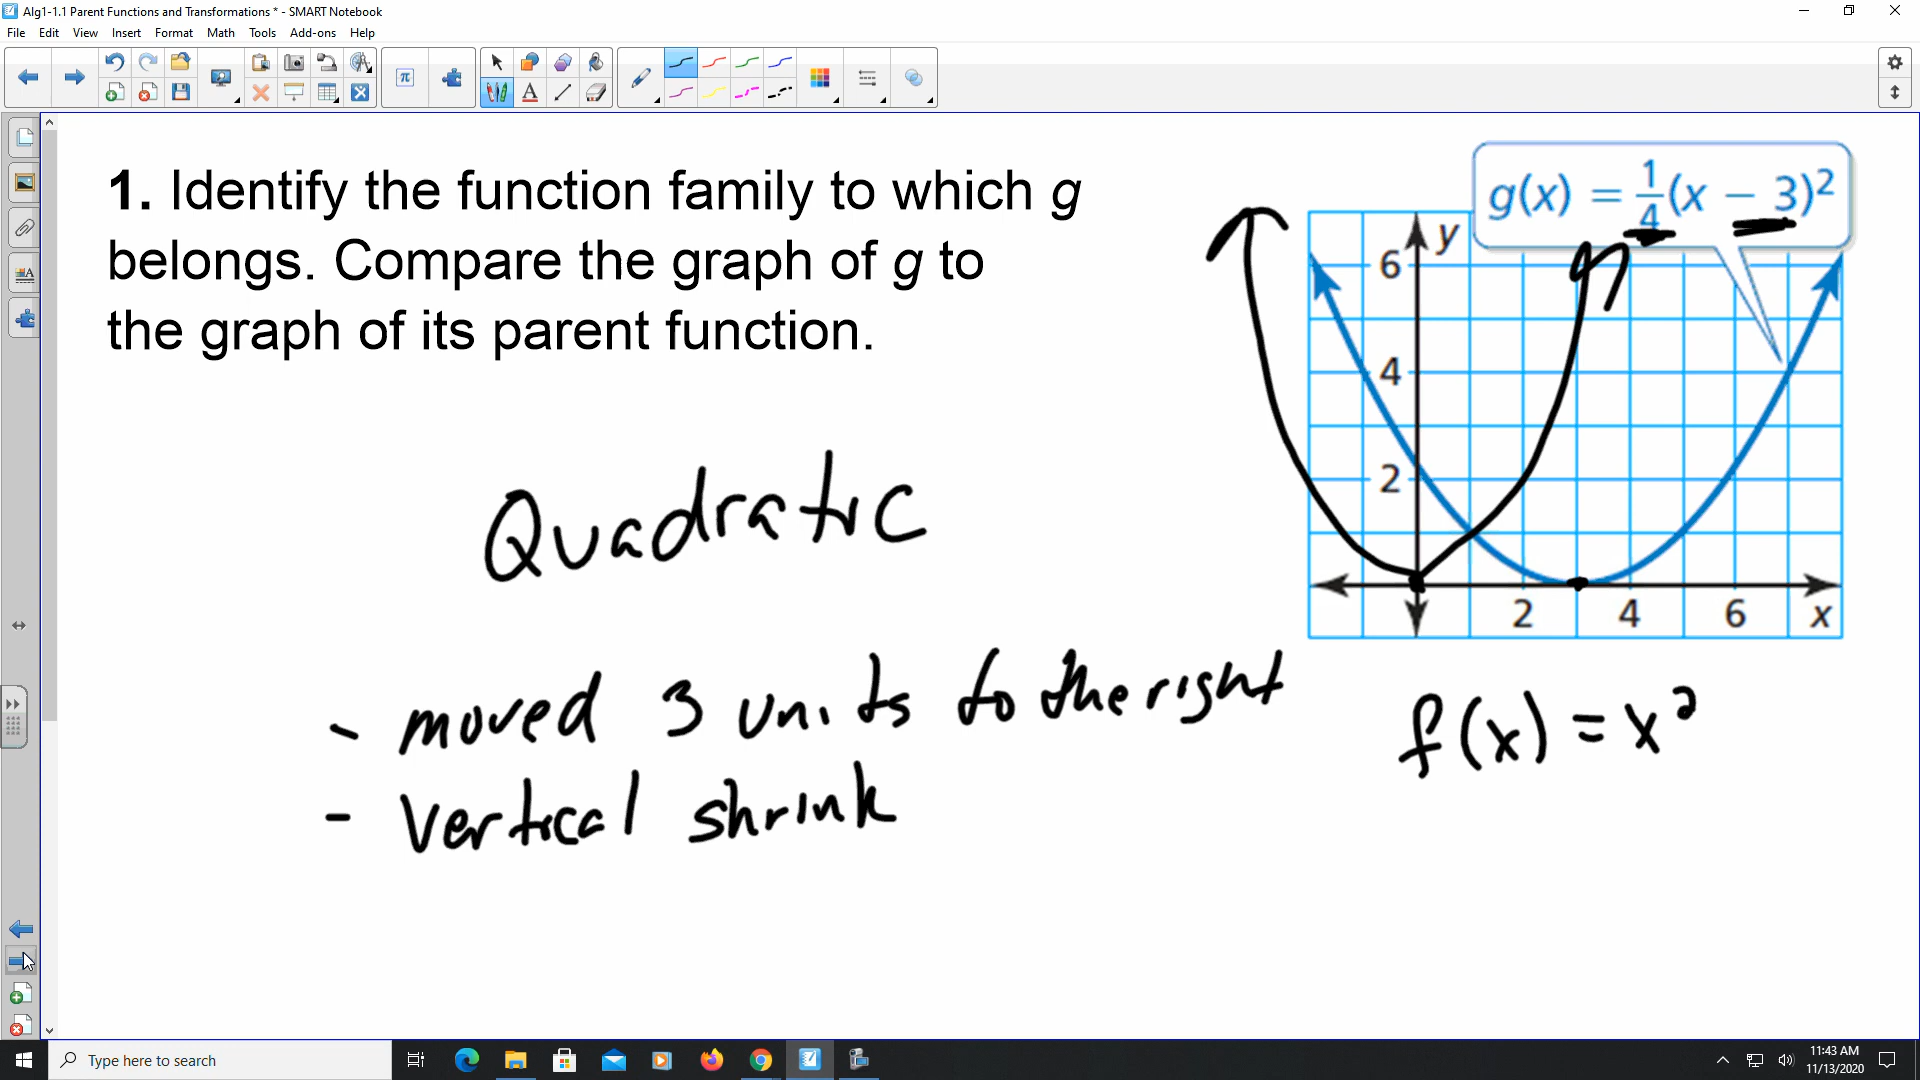 Alg1-1.1 Parent Functions and Transformations * - SMART Notebook
File Edit View Insert Format Math Tools Add-ons Help
π
A
1. Identify the function family to which g
belongs. Compare the graph of g to
the graph of its parent function.
g(x) = 1/4(x − 3)²
y
6
4
2
2 4 6 x
Quadratic
- moved 3 units to the right
- vertical shrink
f(x) = x²
Type here to search
11:43 AM
11/13/2020